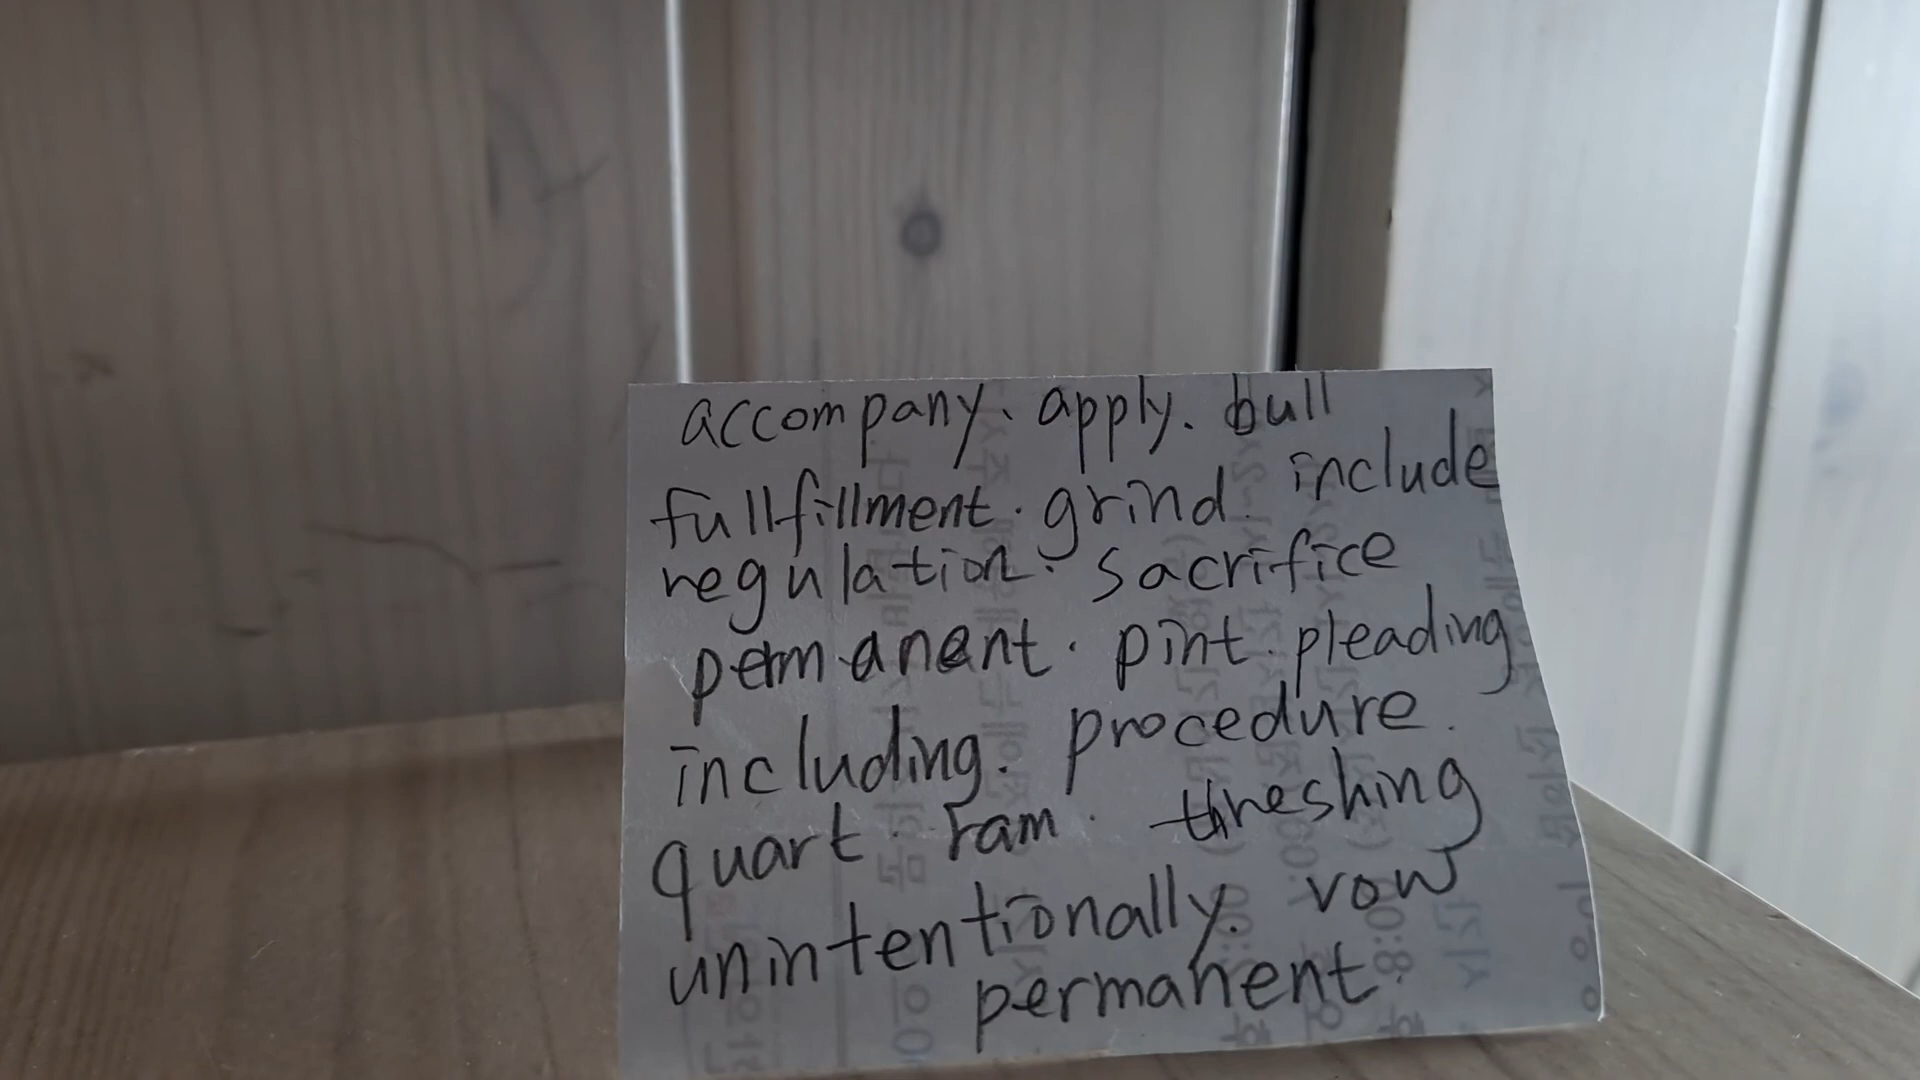 accompany. apply. bull
fullfillment. grind. include
regulation. sacrifice
permanent. pint. pleading
including. procedure.
quart. ram. threshing
unintentionally. vow
permanent.